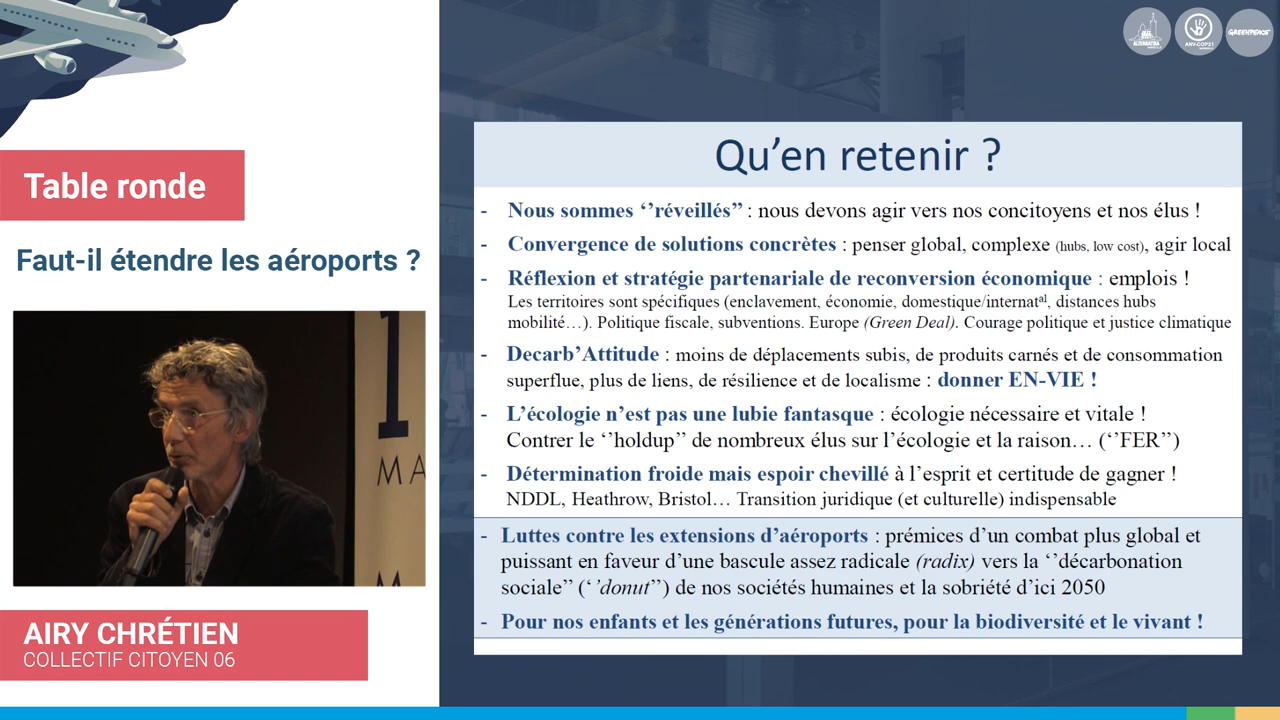 Table ronde
Faut-il étendre les aéroports ?
1
MA
M
AIRY CHRÉTIEN
COLLECTIF CITOYEN 06
ALTERNATIBA
ANV-COP21
GREENPEACE
Qu’en retenir ?
- Nous sommes ‘’réveillés’’ : nous devons agir vers nos concitoyens et nos élus !
- Convergence de solutions concrètes : penser global, complexe (hubs, low cost), agir local
- Réflexion et stratégie partenariale de reconversion économique : emplois !
Les territoires sont spécifiques (enclavement, économie, domestique/internatal, distances hubs
mobilité…). Politique fiscale, subventions. Europe (Green Deal). Courage politique et justice climatique
- Decarb’Attitude : moins de déplacements subis, de produits carnés et de consommation
superflue, plus de liens, de résilience et de localisme : donner EN-VIE !
- L’écologie n’est pas une lubie fantasque : écologie nécessaire et vitale !
Contrer le ‘’holdup’’ de nombreux élus sur l’écologie et la raison… (‘’FER’’)
- Détermination froide mais espoir chevillé à l’esprit et certitude de gagner !
NDDL, Heathrow, Bristol… Transition juridique (et culturelle) indispensable
- Luttes contre les extensions d’aéroports : prémices d’un combat plus global et
puissant en faveur d’une bascule assez radicale (radix) vers la ‘’décarbonation
sociale’’ (‘’donut’’) de nos sociétés humaines et la sobriété d’ici 2050
- Pour nos enfants et les générations futures, pour la biodiversité et le vivant !